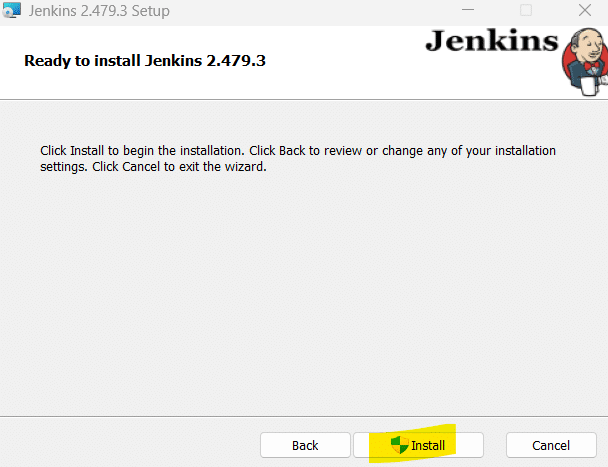 Jenkins 2.479.3 Setup
Jenkins
Ready to install Jenkins 2.479.3
Click Install to begin the installation. Click Back to review or change any of your installation
settings. Click Cancel to exit the wizard.
Back
Install
Cancel